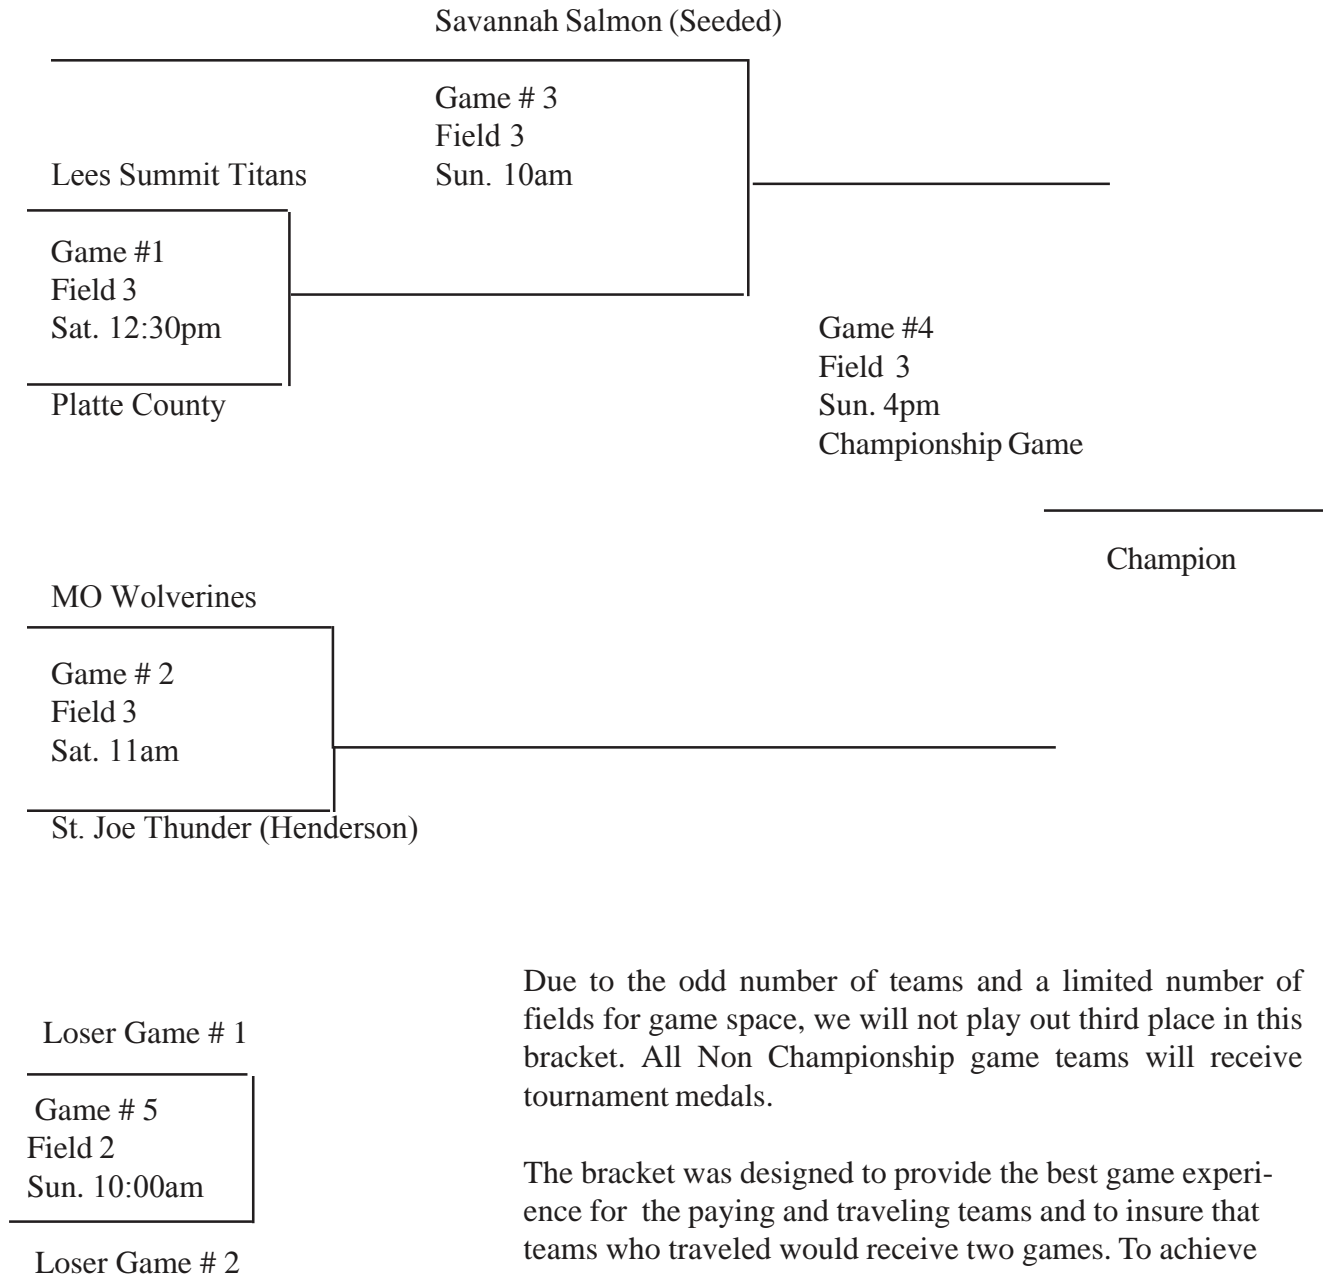 Savannah Salmon (Seeded)
Game # 3
Field 3
Sun. 10am
Lees Summit Titans
Game #1
Field 3
Sat. 12:30pm
Platte County
Game #4
Field 3
Sun. 4pm
Championship Game
Champion
MO Wolverines
Game # 2
Field 3
Sat. 11am
St. Joe Thunder (Henderson)
Loser Game # 1
Game # 5
Field 2
Sun. 10:00am
Loser Game # 2
Due to the odd number of teams and a limited number of
fields for game space, we will not play out third place in this
bracket. All Non Championship game teams will receive
tournament medals.
The bracket was designed to provide the best game experi-
ence for the paying and traveling teams and to insure that
teams who traveled would receive two games. To achieve